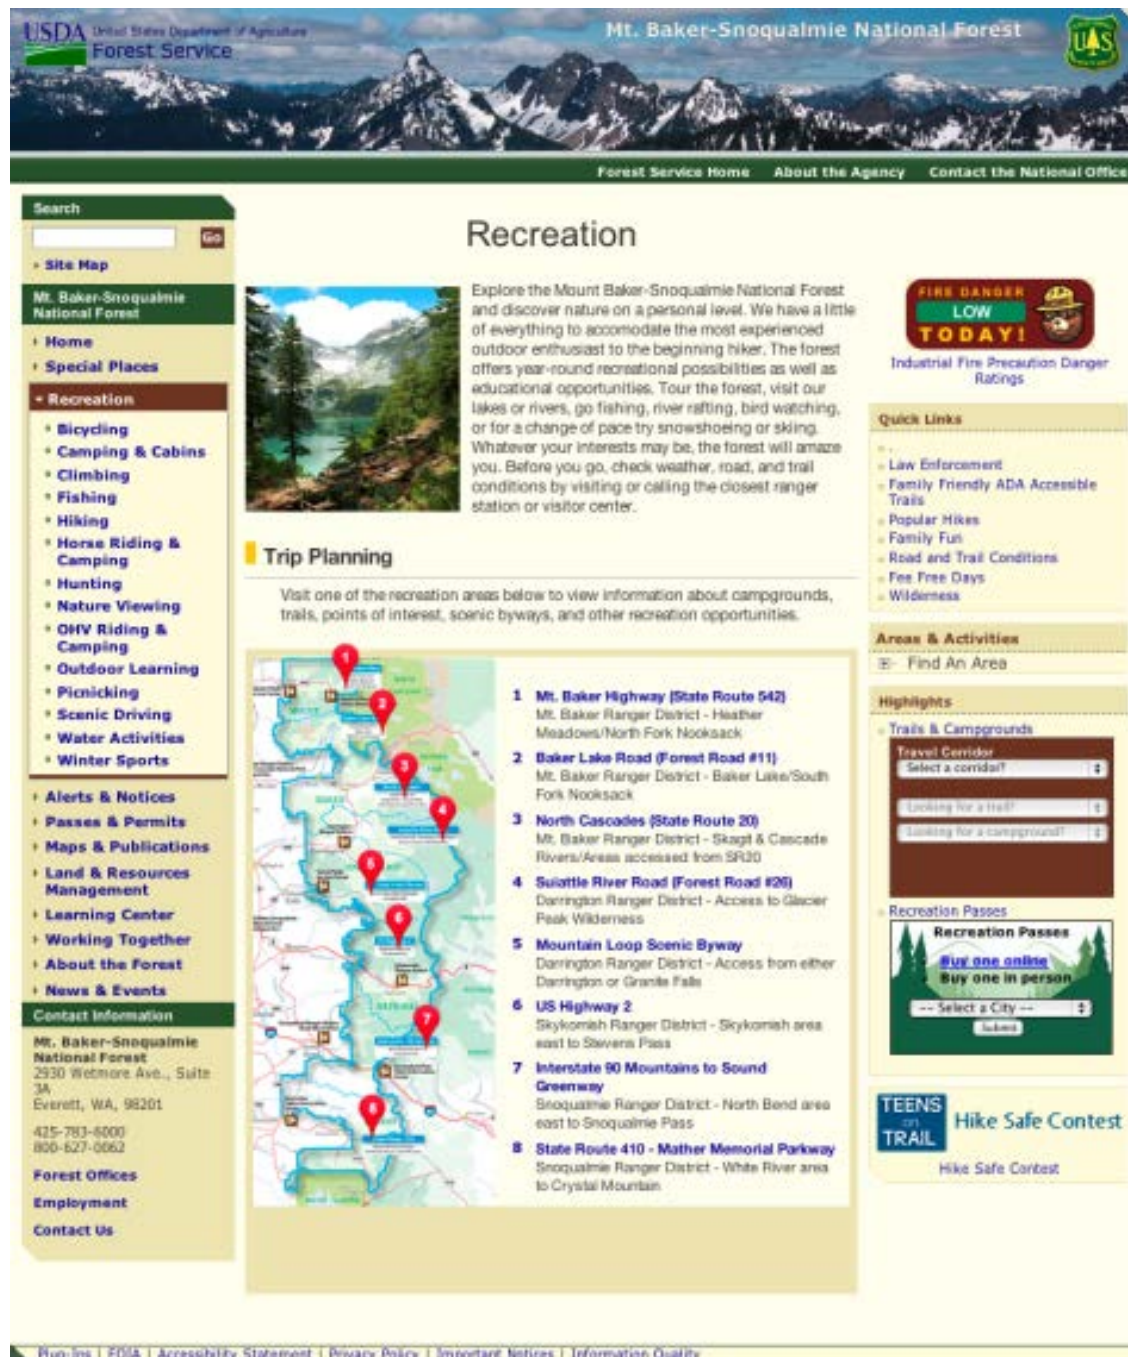 USDA United States Department of Agriculture
Forest Service
Mt. Baker-Snoqualmie National Forest
UAS
Forest Service Home About the Agency Contact the National Office
Search
Go
Site Map
Mt. Baker-Snoqualmie
National Forest
Home
Special Places
Recreation
Bicycling
Camping & Cabins
Climbing
Fishing
Hiking
Horse Riding &
Camping
Hunting
Nature Viewing
OHV Riding &
Camping
Outdoor Learning
Picnicking
Scenic Driving
Water Activities
Winter Sports
Alerts & Notices
Passes & Permits
Maps & Publications
Land & Resources
Management
Learning Center
Working Together
About the Forest
News & Events
Contact Information
Mt. Baker-Snoqualmie
National Forest
2930 Wetmore Ave., Suite
3A
Everett, WA, 98201
425-783-6000
800-627-0062
Forest Offices
Employment
Contact Us
Recreation
Explore the Mount Baker-Snoqualmie National Forest
and discover nature on a personal level. We have a little
of everything to accomodate the most experienced
outdoor enthusiast to the beginning hiker. The forest
offers year-round recreational possibilities as well as
educational opportunities. Tour the forest, visit our
lakes or rivers, go fishing, river rafting, bird watching,
or for a change of pace try snowshoeing or skiing.
Whatever your interests may be, the forest will amaze
you. Before you go, check weather, road, and trail
conditions by visiting or calling the closest ranger
station or visitor center.
Trip Planning
Visit one of the recreation areas below to view information about campgrounds,
trails, points of interest, scenic byways, and other recreation opportunities.
1
2
3
4
5
6
7
8
1 Mt. Baker Highway (State Route 542)
Mt. Baker Ranger District - Heather
Meadows/North Fork Nooksack
2 Baker Lake Road (Forest Road #11)
Mt. Baker Ranger District - Baker Lake/South
Fork Nooksack
3 North Cascades (State Route 20)
Mt. Baker Ranger District - Skagit & Cascade
Rivers/Areas accessed from SR20
4 Suiattle River Road (Forest Road #26)
Darrington Ranger District - Access to Glacier
Peak Wilderness
5 Mountain Loop Scenic Byway
Darrington Ranger District - Access from either
Darrington or Granite Falls
6 US Highway 2
Skykomish Ranger District - Skykomish area
east to Stevens Pass
7 Interstate 90 Mountains to Sound
Greenway
Snoqualmie Ranger District - North Bend area
east to Snoqualmie Pass
8 State Route 410 - Mather Memorial Parkway
Snoqualmie Ranger District - White River area
to Crystal Mountain
FIRE DANGER
LOW
TODAY!
Industrial Fire Precaution Danger
Ratings
Quick Links
.
Law Enforcement
Family Friendly ADA Accessible
Trails
Popular Hikes
Family Fun
Road and Trail Conditions
Fee Free Days
Wilderness
Areas & Activities
Find An Area
Highlights
Trails & Campgrounds
Travel Corridor
Select a corridor?
Looking for a trail?
Looking for a campground?
Recreation Passes
Recreation Passes
Buy one online
Buy one in person
-- Select a City --
Submit
TEENS
on
TRAIL
Hike Safe Contest
Hike Safe Contest
Plug-Ins | FOIA | Accessibility Statement | Privacy Policy | Important Notices | Information Quality